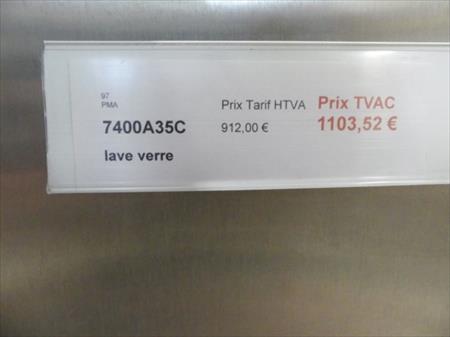 97
PMA
7400A35C
lave verre
Prix Tarif HTVA Prix TVAC
912,00 € 1103,52 €